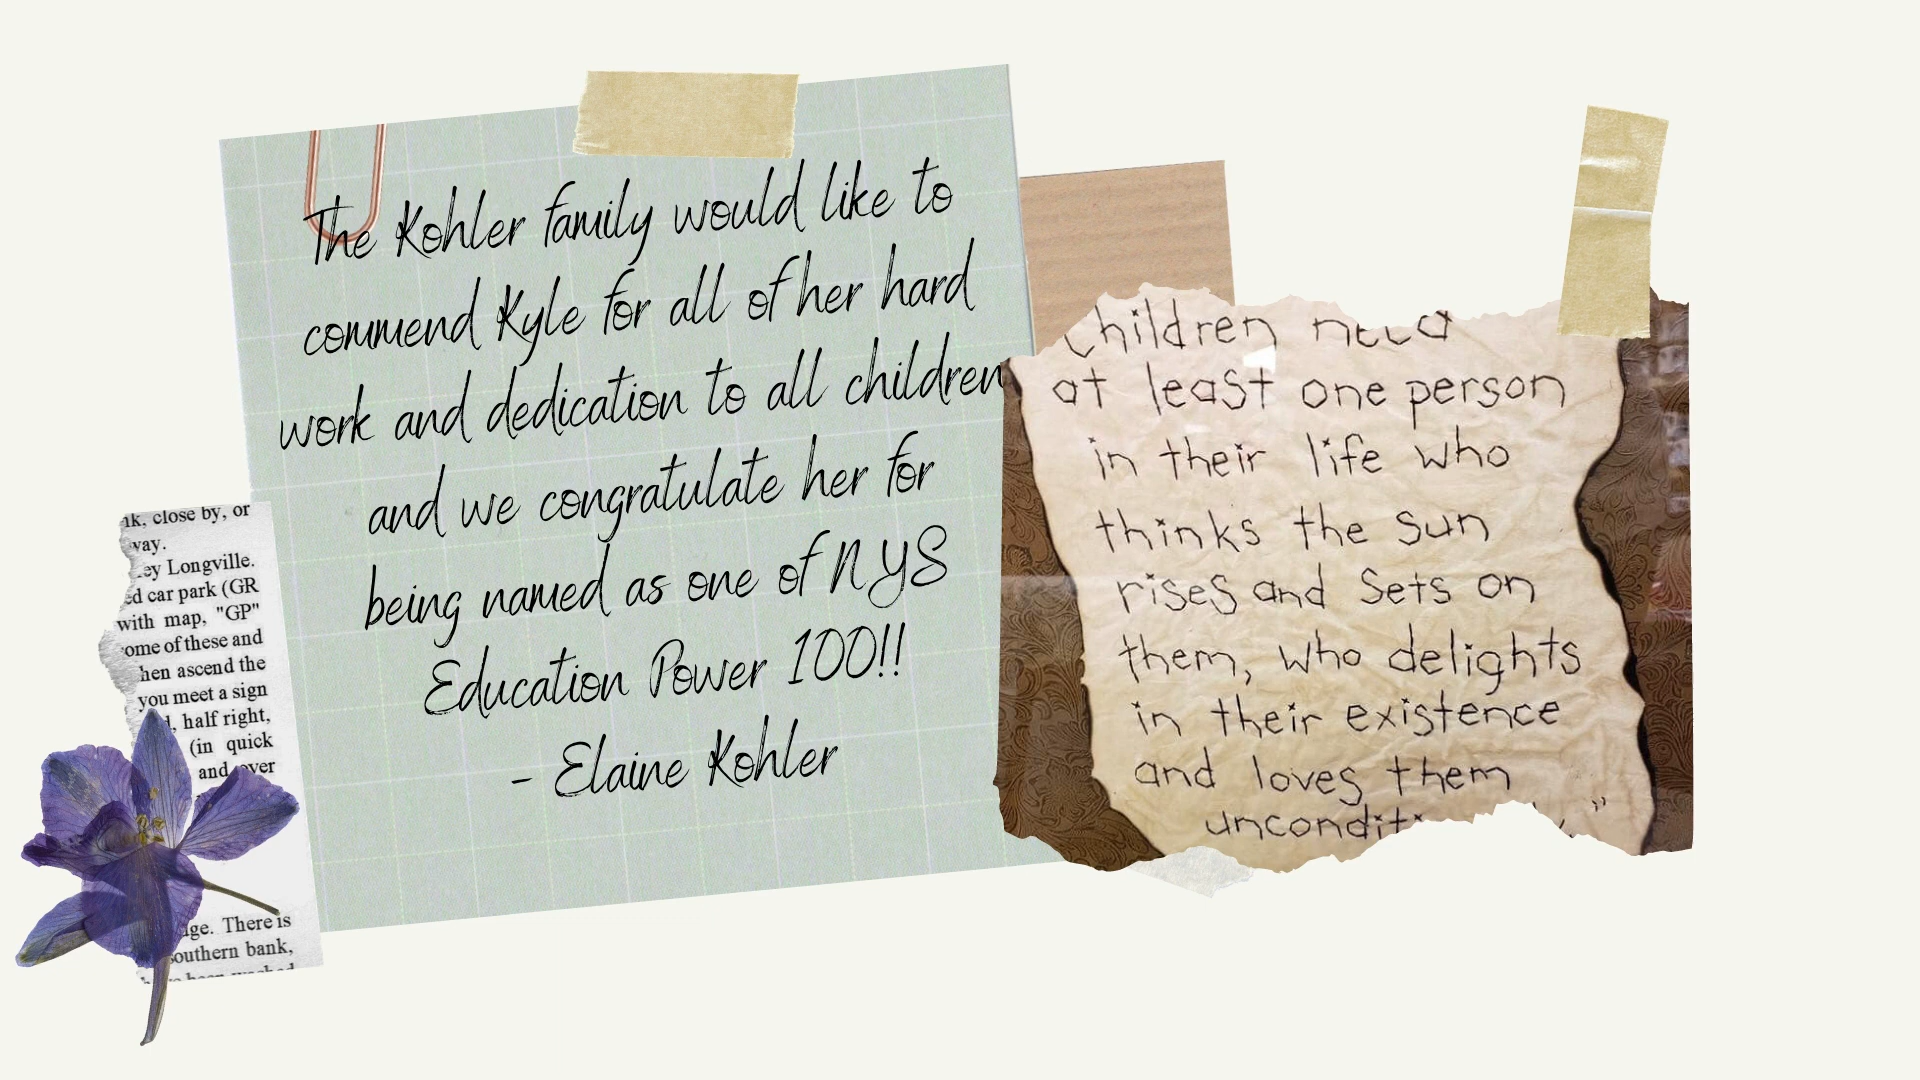 The Kohler family would like to
commend Kyle for all of her hard
work and dedication to all children
and we congratulate her for
being named as one of NYS
Education Power 100!!
- Elaine Kohler
children need
at least one person
in their life who
thinks the sun
rises and sets on
them, who delights
in their existence
and loves them
close by, or
Longville.
car park (GR
with map, "GP"
of these and
ascend the
you meet a sign
half right,
(in quick
and over
There is
southern bank,